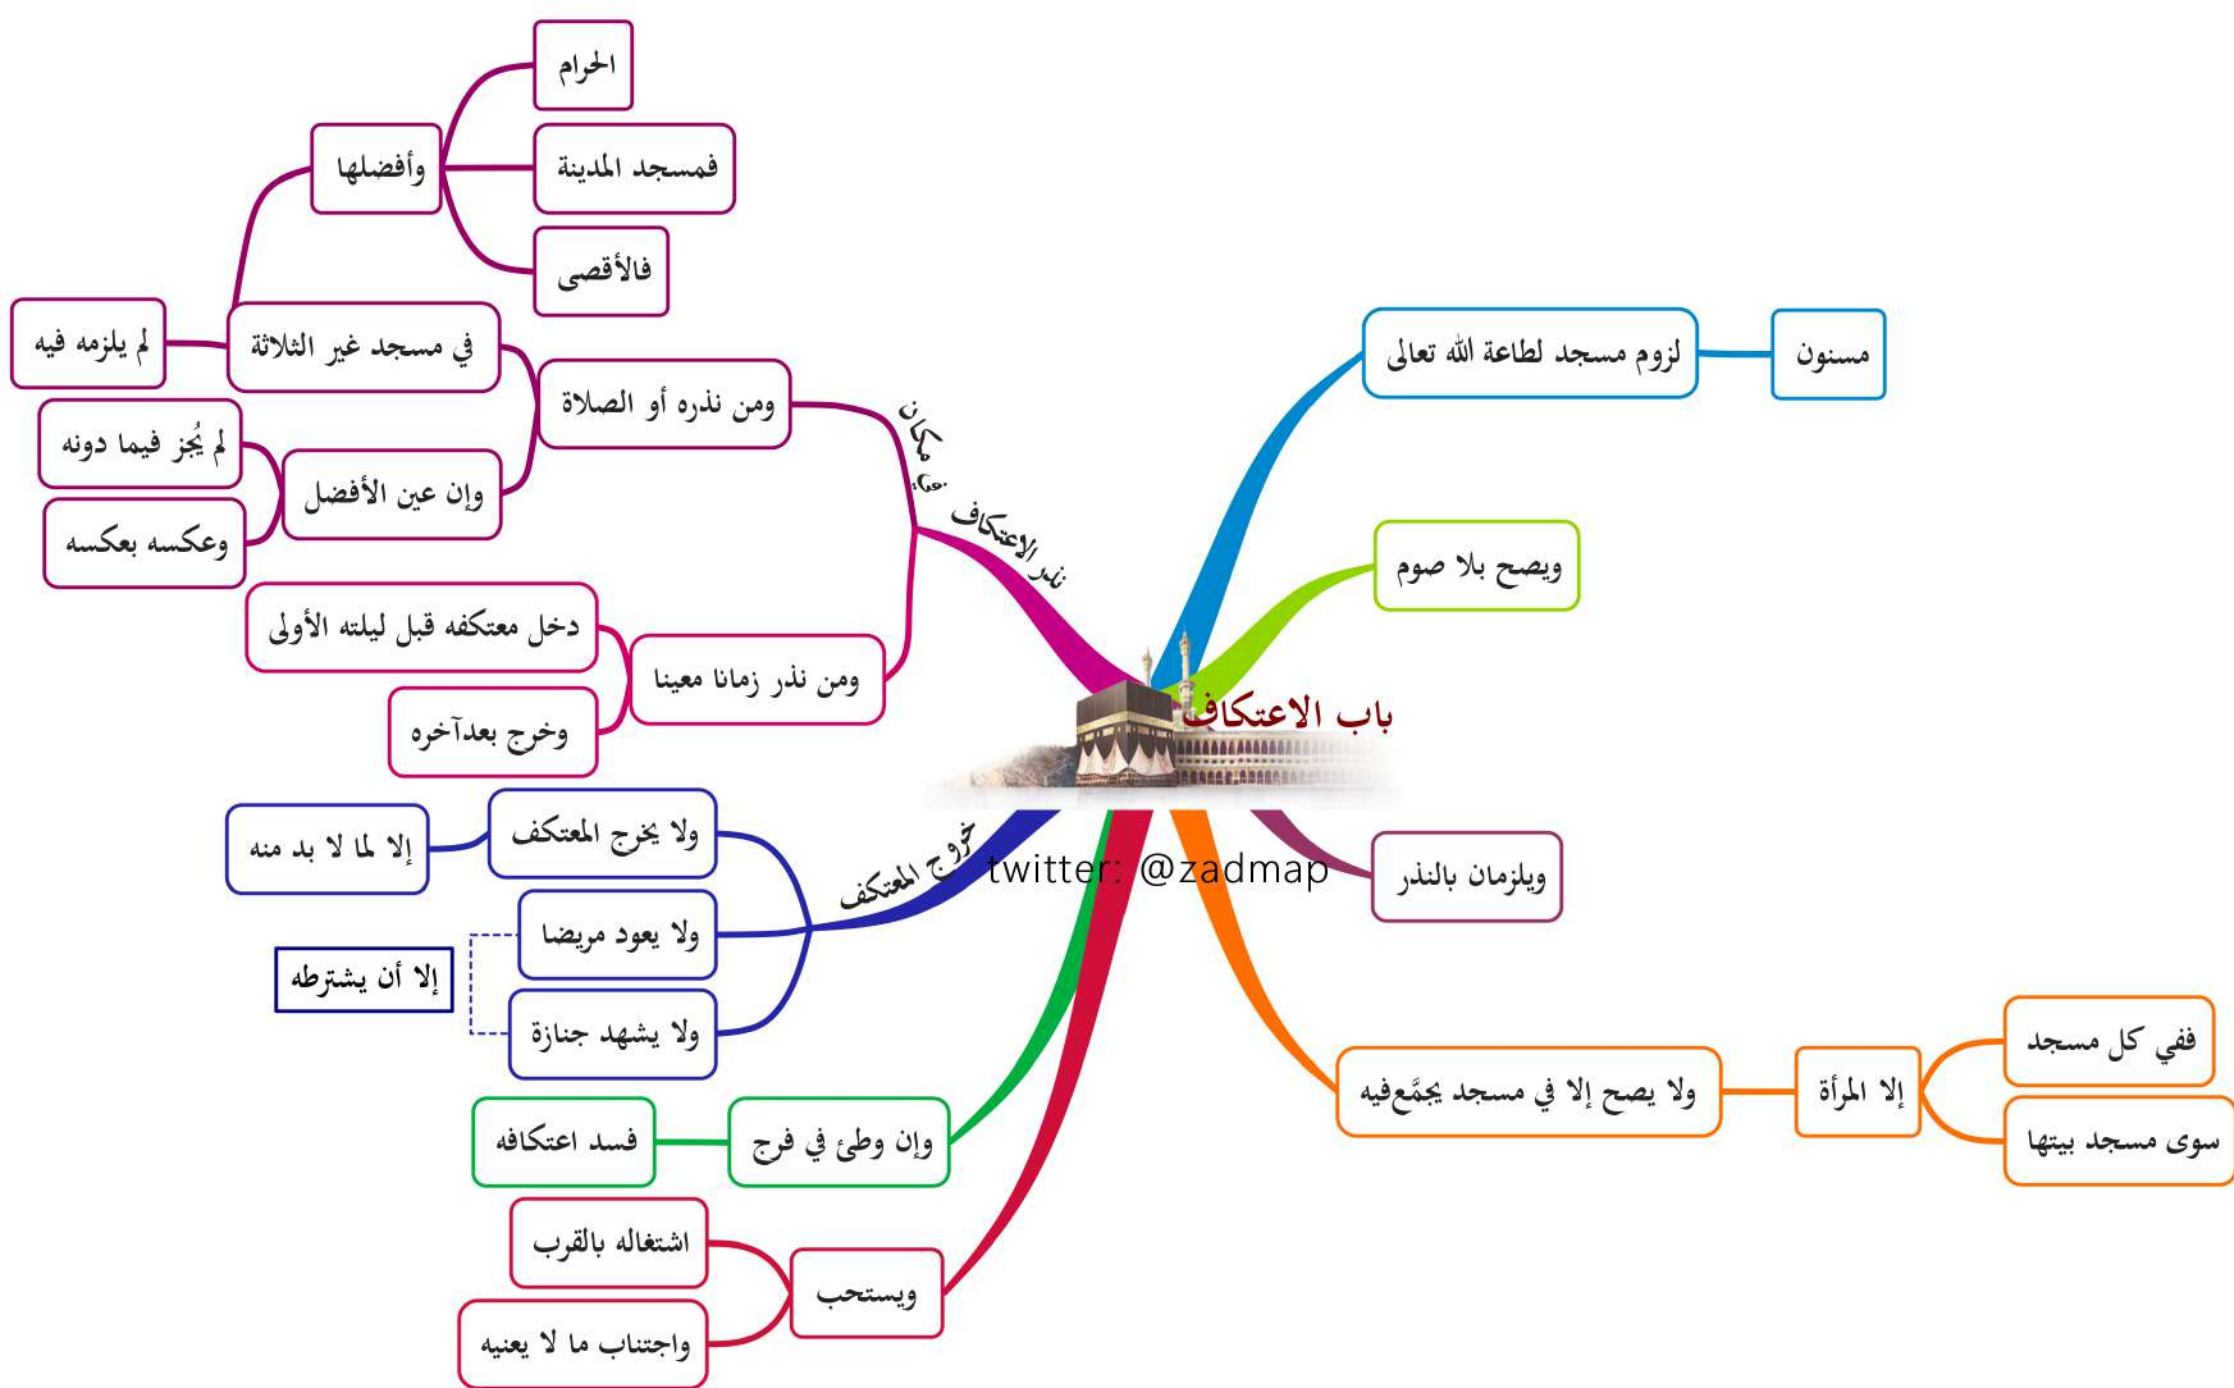 باب الاعتكاف
twitter: @zadmap
لزوم مسجد لطاعة الله تعالى
مسنون
ويصح بلا صوم
ويلزمان بالنذر
ولا يصح إلا في مسجد يجمَّع فيه
إلا المرأة
ففي كل مسجد
سوى مسجد بيتها
نذر الاعتكاف
في مكان
ومن نذره أو الصلاة
في مسجد غير الثلاثة
لم يلزمه فيه
وأفضلها
الحرام
فمسجد المدينة
فالأقصى
وإن عين الأفضل
لم يُجز فيما دونه
وعكسه بعكسه
ومن نذر زمانا معينا
دخل معتكفه قبل ليلته الأولى
وخرج بعدآخره
خروج المعتكف
ولا يخرج المعتكف
إلا لما لا بد منه
ولا يعود مريضا
ولا يشهد جنازة
إلا أن يشترطه
وإن وطئ في فرج
فسد اعتكافه
ويستحب
اشتغاله بالقرب
واجتناب ما لا يعنيه